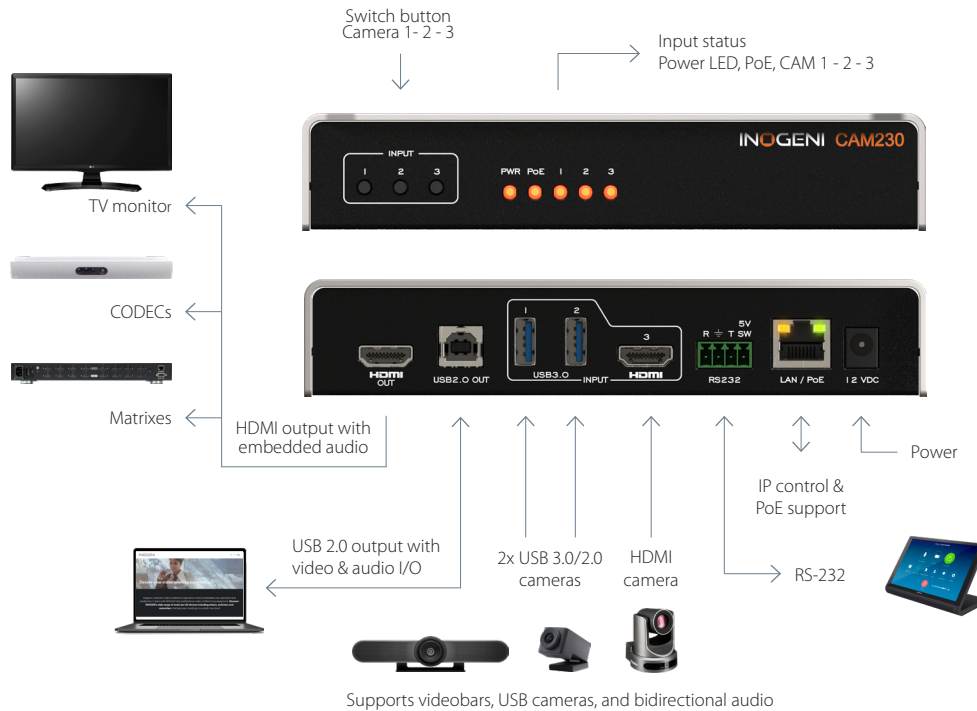 Switch button
Camera 1- 2 - 3
Input status
Power LED, PoE, CAM 1 - 2 - 3
INOGENI CAM230
INPUT
1 2 3
PWR PoE 1 2 3
TV monitor
CODECs
Matrixes
HDMI output with
embedded audio
HDMI
OUT
USB2.0 OUT
1 2
USB3.0
INPUT
3
HDMI
5V
R T SW
RS232
LAN / PoE
12 VDC
Power
IP control &
PoE support
USB 2.0 output with
video & audio I/O
2x USB 3.0/2.0
cameras
HDMI
camera
RS-232
Supports videobars, USB cameras, and bidirectional audio